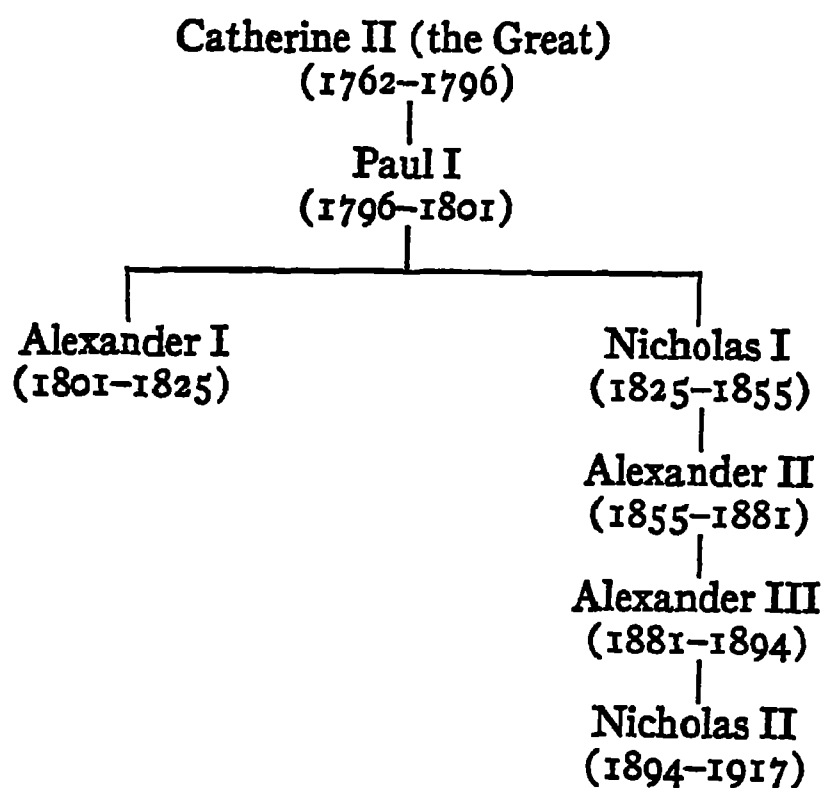 Catherine II (the Great)
(1762–1796)
Paul I
(1796–1801)
Alexander I
(1801–1825)
Nicholas I
(1825–1855)
Alexander II
(1855–1881)
Alexander III
(1881–1894)
Nicholas II
(1894–1917)